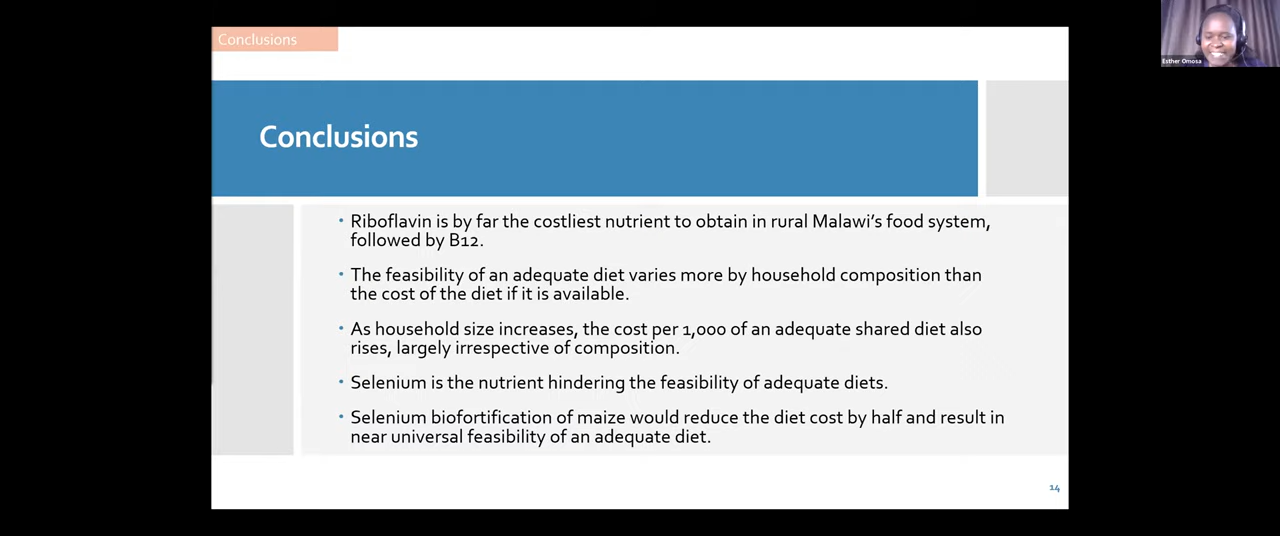 Conclusions
Esther Omosa
Conclusions
• Riboflavin is by far the costliest nutrient to obtain in rural Malawi's food system,
followed by B12.
• The feasibility of an adequate diet varies more by household composition than
the cost of the diet if it is available.
• As household size increases, the cost per 1,000 of an adequate shared diet also
rises, largely irrespective of composition.
• Selenium is the nutrient hindering the feasibility of adequate diets.
• Selenium biofortification of maize would reduce the diet cost by half and result in
near universal feasibility of an adequate diet.
14